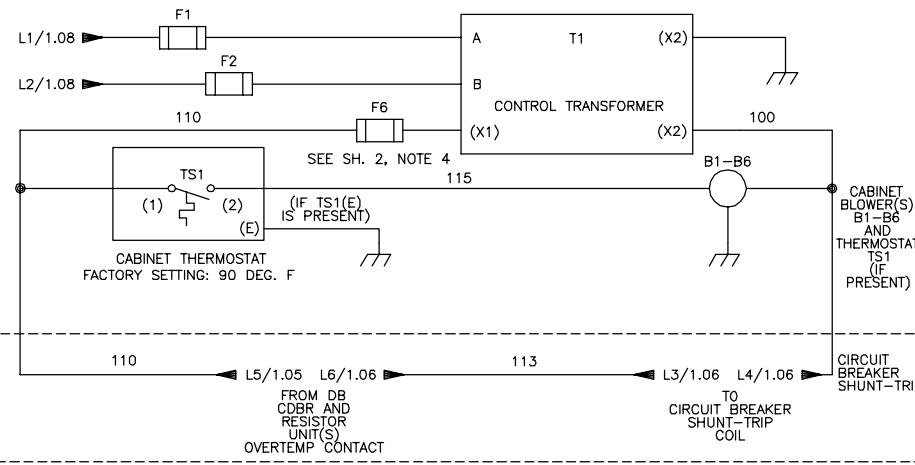 F1
L1/1.08
A
T1
(X2)
F2
L2/1.08
B
CONTROL TRANSFORMER
110
F6
(X1)
(X2)
100
SEE SH. 2, NOTE 4
B1-B6
TS1
115
(1)
(2)
(IF TS1(E)
IS PRESENT)
(E)
CABINET THERMOSTAT
FACTORY SETTING: 90 DEG. F
CABINET
BLOWER(S)
B1-B6
AND
THERMOSTAT
TS1
(IF
PRESENT)
110
L5/1.05
L6/1.06
113
L3/1.06
L4/1.06
FROM DB
CDBR AND
RESISTOR
UNIT(S)
OVERTEMP CONTACT
TO
CIRCUIT BREAKER
SHUNT-TRIP
COIL
CIRCUIT
BREAKER
SHUNT-TRI